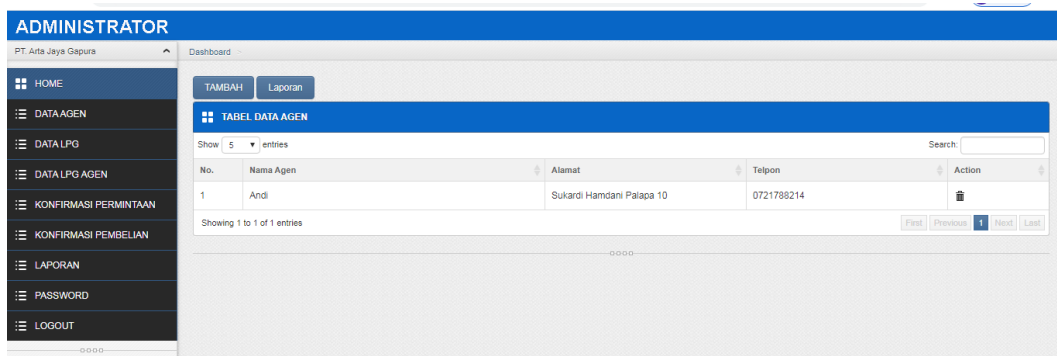 ADMINISTRATOR
PT. Arta Jaya Gapura
Dashboard
HOME
DATA AGEN
DATA LPG
DATA LPG AGEN
KONFIRMASI PERMINTAAN
KONFIRMASI PEMBELIAN
LAPORAN
PASSWORD
LOGOUT
TAMBAH Laporan
TABEL DATA AGEN
Show 5 entries Search:
No. Nama Agen Alamat Telpon Action
1 Andi Sukardi Hamdani Palapa 10 0721788214
Showing 1 to 1 of 1 entries First Previous 1 Next Last